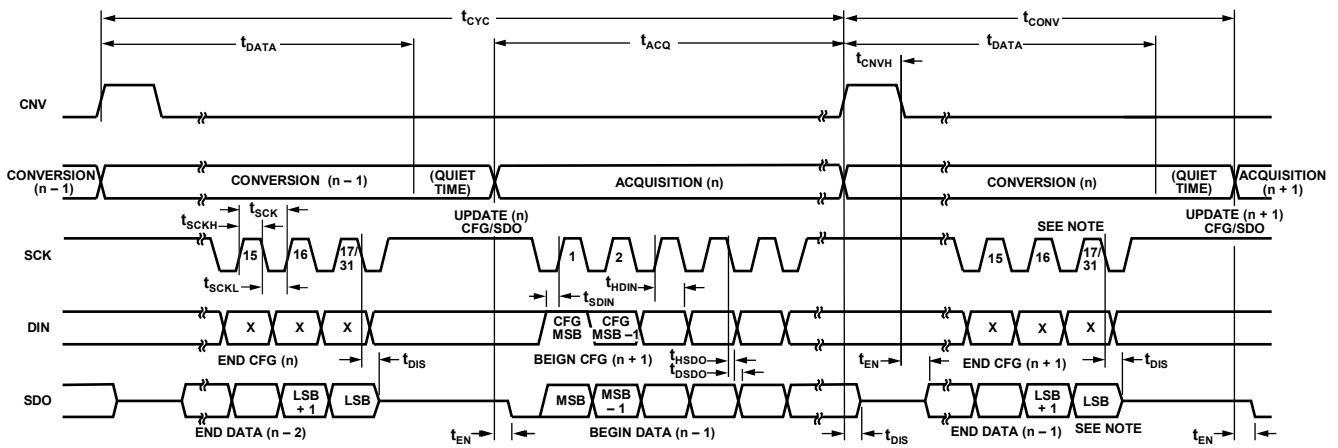 tCYC
tCONV
tDATA
tACQ
tDATA
tCNVH
CNV
CONVERSION
(n – 1)
CONVERSION (n – 1)
(QUIET
TIME)
ACQUISITION (n)
CONVERSION (n)
(QUIET
TIME)
ACQUISITION
(n + 1)
tSCK
tSCKH
tSCKL
UPDATE (n)
CFG/SDO
SEE NOTE
UPDATE (n + 1)
CFG/SDO
SCK
15
16
17/
31
1
2
15
16
17/
31
tHDIN
tSDIN
DIN
X
X
X
CFG
MSB
CFG
MSB –1
X
X
X
END CFG (n)
tDIS
BEIGN CFG (n + 1)
tHSDO
tDSDO
tEN
END CFG (n + 1)
tDIS
SDO
LSB
+ 1
LSB
MSB
MSB
–1
LSB
+ 1
LSB
END DATA (n – 2)
tEN
BEGIN DATA (n – 1)
tDIS
END DATA (n – 1)
SEE NOTE
tEN